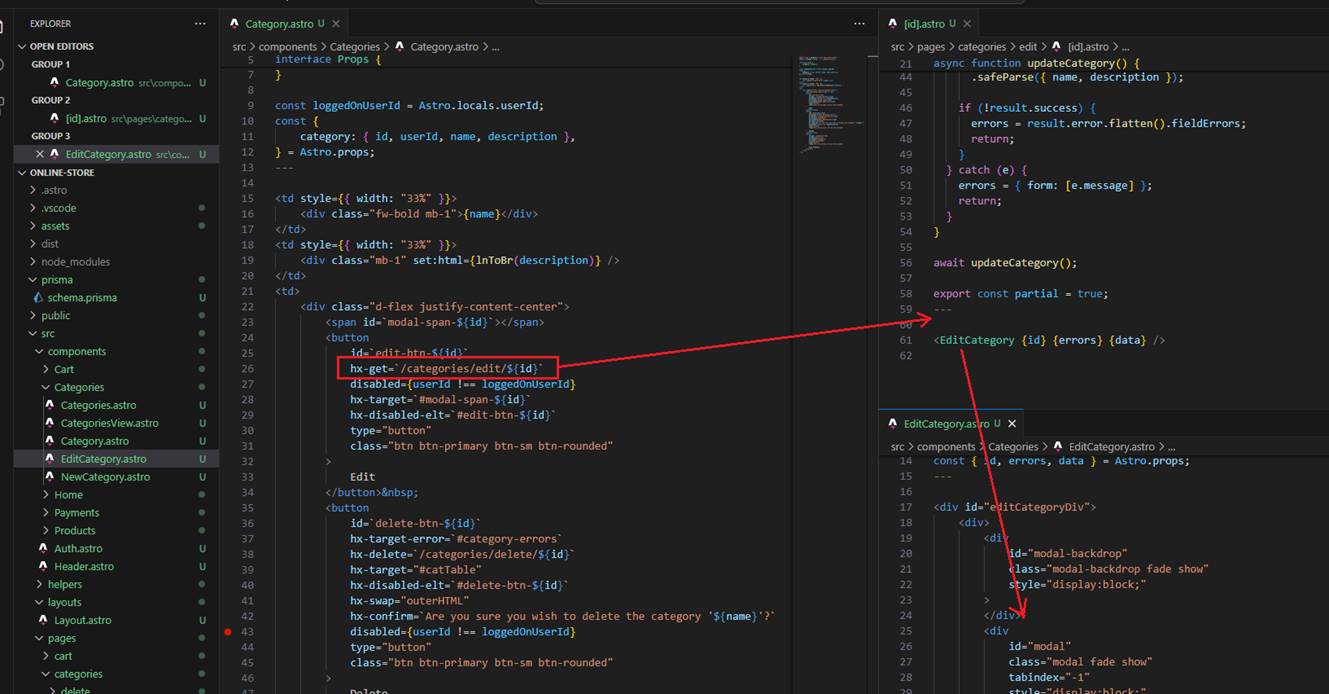 EXPLORER
···
OPEN EDITORS
GROUP 1
Category.astro src\compo... U
GROUP 2
[id].astro src\pages\catego... U
GROUP 3
EditCategory.astro src\co... U
ONLINE-STORE
.astro
.vscode
assets
dist
node_modules
prisma
schema.prisma U
public
src
components
Cart
Categories
Categories.astro U
CategoriesView.astro U
Category.astro U
EditCategory.astro U
NewCategory.astro U
Home
Payments
Products
Auth.astro U
Header.astro U
helpers
layouts
Layout.astro U
pages
cart
categories
delete
Category.astro U
···
src > components > Categories > Category.astro > ...
5 interface Props {
7 }
8
9 const loggedOnUserId = Astro.locals.userId;
10 const {
11 category: { id, userId, name, description },
12 } = Astro.props;
13 ---
14
15 <td style={{ width: "33%" }}>
16 <div class="fw-bold mb-1">{name}</div>
17 </td>
18 <td style={{ width: "33%" }}>
19 <div class="mb-1" set:html={lnToBr(description)} />
20 </td>
21 <td>
22 <div class="d-flex justify-content-center">
23 <span id=`modal-span-${id}`></span>
24 <button
25 id=`edit-btn-${id}`
26 hx-get=`/categories/edit/${id}`
27 disabled={userId !== loggedOnUserId}
28 hx-target=`#modal-span-${id}`
29 hx-disabled-elt=`#edit-btn-${id}`
30 type="button"
31 class="btn btn-primary btn-sm btn-rounded"
32 >
33 Edit
34 </button>&nbsp;
35 <button
36 id=`delete-btn-${id}`
37 hx-target-error=`#category-errors`
38 hx-delete=`/categories/delete/${id}`
39 hx-target="#catTable"
40 hx-disabled-elt=`#delete-btn-${id}`
41 hx-swap="outerHTML"
42 hx-confirm=`Are you sure you wish to delete the category '${name}'?`
43 disabled={userId !== loggedOnUserId}
44 type="button"
45 class="btn btn-primary btn-sm btn-rounded"
46 >
47 Delete
[id].astro U
src > pages > categories > edit > [id].astro > ...
21 async function updateCategory() {
44 .safeParse({ name, description });
45
46 if (!result.success) {
47 errors = result.error.flatten().fieldErrors;
48 return;
49 }
50 } catch (e) {
51 errors = { form: [e.message] };
52 return;
53 }
54 }
55
56 await updateCategory();
57
58 export const partial = true;
59 ---
60
61 <EditCategory {id} {errors} {data} />
62
EditCategory.astro U
src > components > Categories > EditCategory.astro > ...
14 const { id, errors, data } = Astro.props;
15 ---
16
17 <div id="editCategoryDiv">
18 <div>
19 <div
20 id="modal-backdrop"
21 class="modal-backdrop fade show"
22 style="display:block;"
23 >
24 </div>
25 <div
26 id="modal"
27 class="modal fade show"
28 tabindex="-1"
29 style="display:block;"